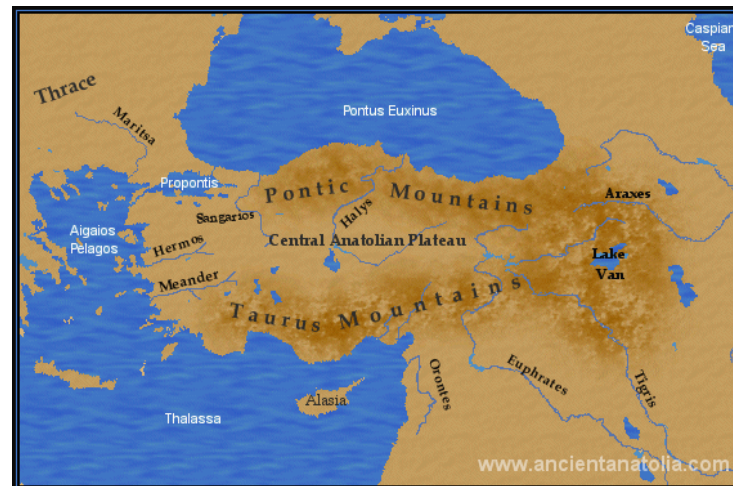 Caspian
Sea
Thrace
Maritsa
Pontus Euxinus
Propontis
Pontic Mountains
Araxes
Sangarios
Halys
Aigaios
Pelagos
Hermos
Central Anatolian Plateau
Lake
Van
Meander
Taurus Mountains
Orontes
Euphrates
Tigris
Alasia
Thalassa
www.ancientanatolia.com